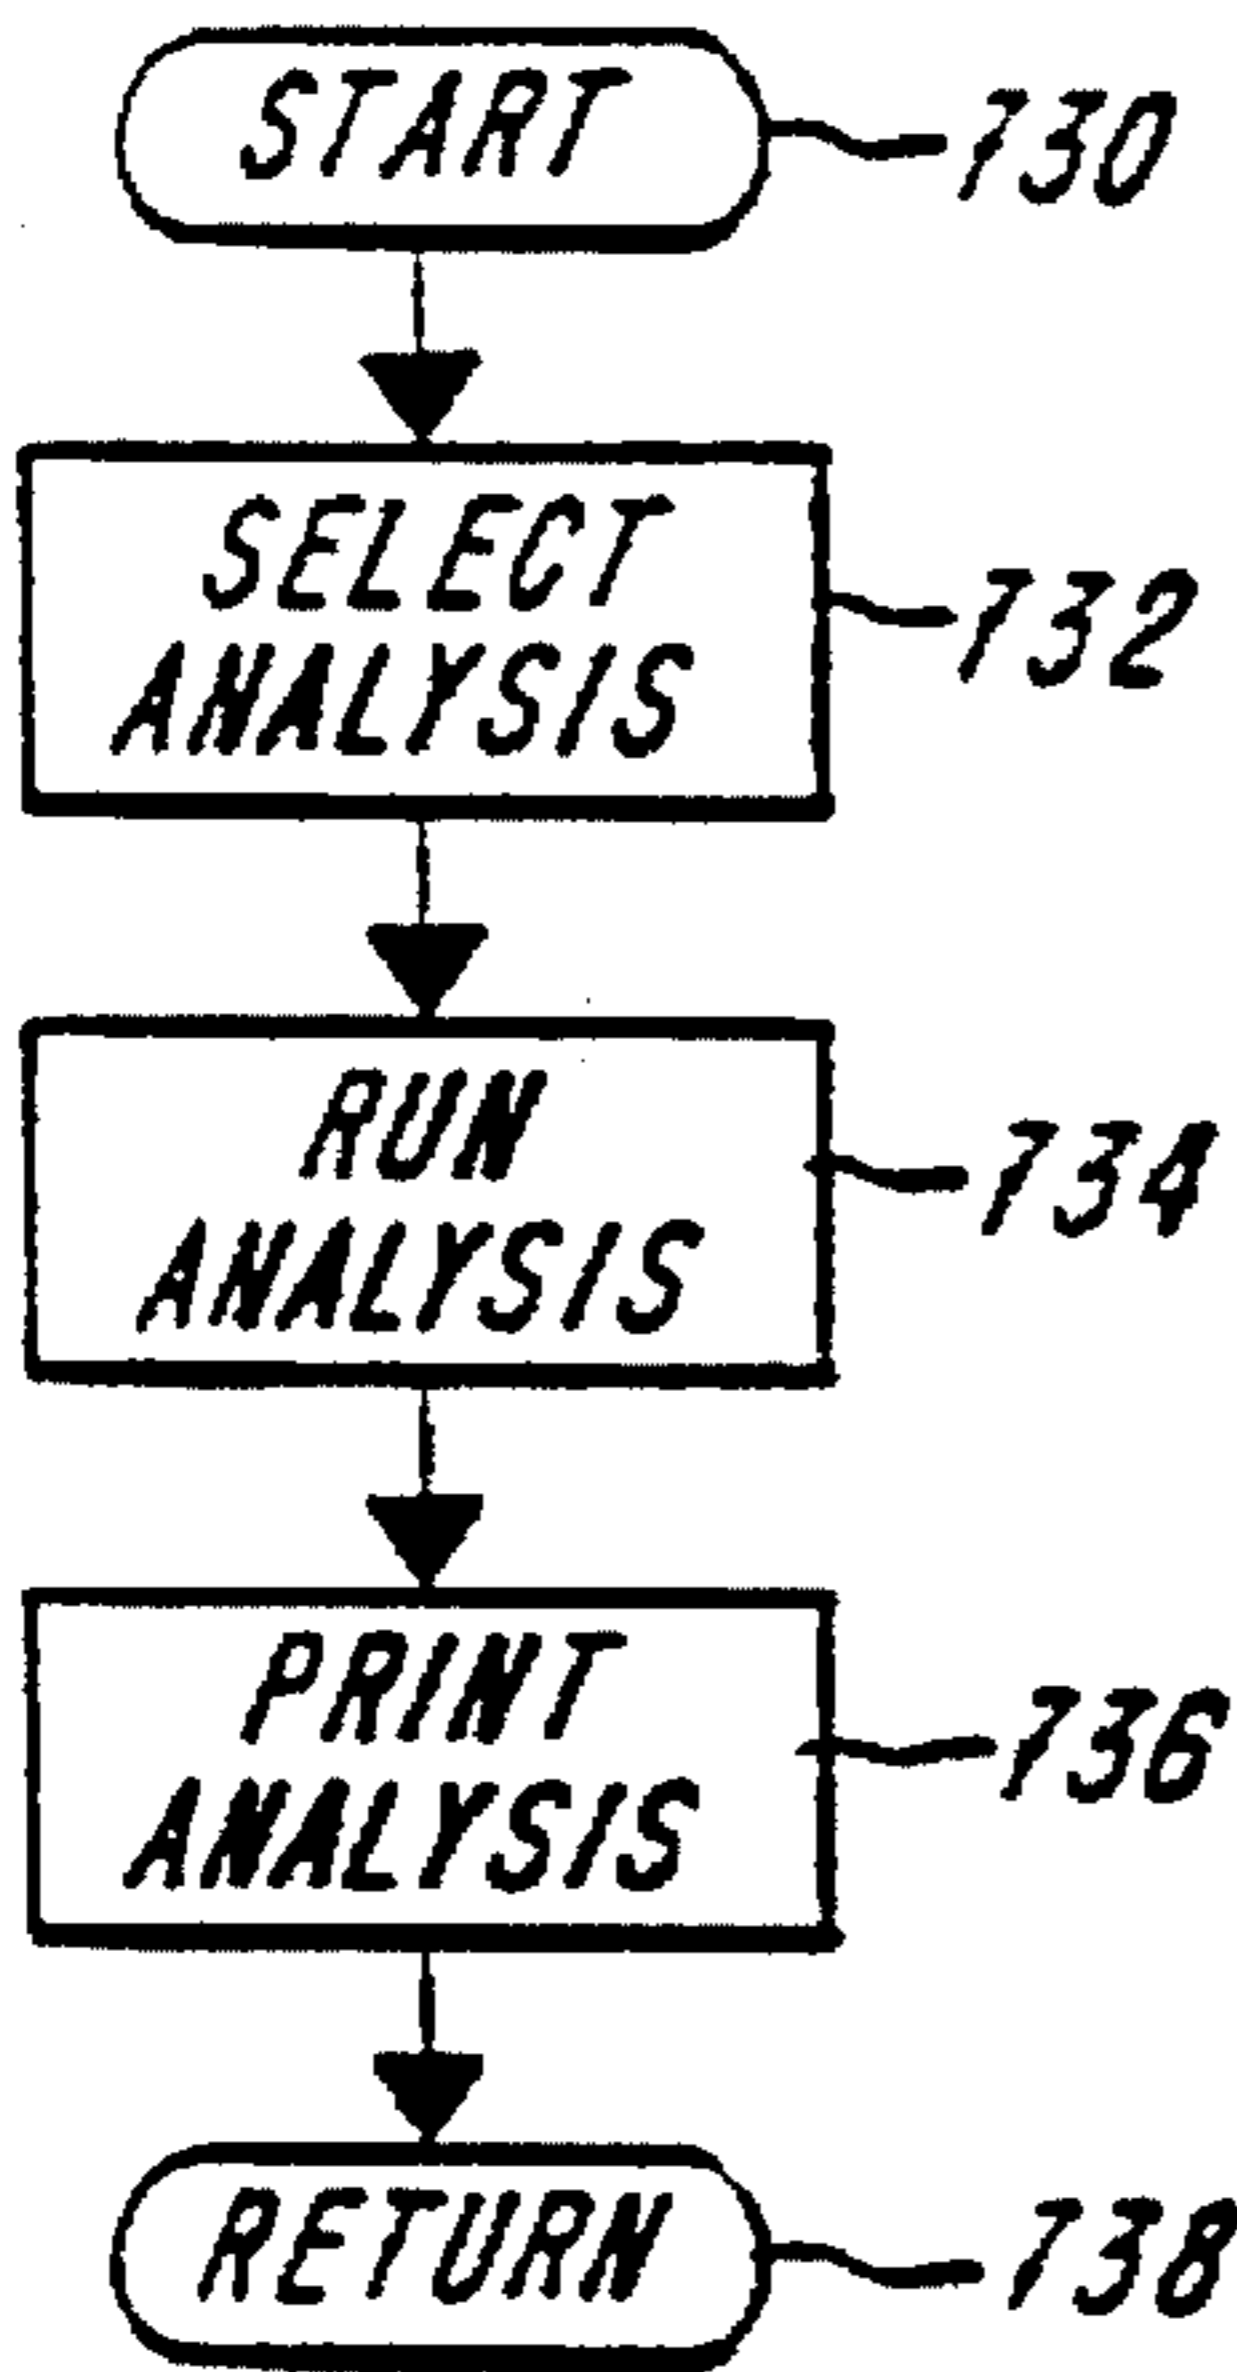 START
730
SELECT
ANALYSIS
732
RUN
ANALYSIS
734
PRINT
ANALYSIS
736
RETURN
738